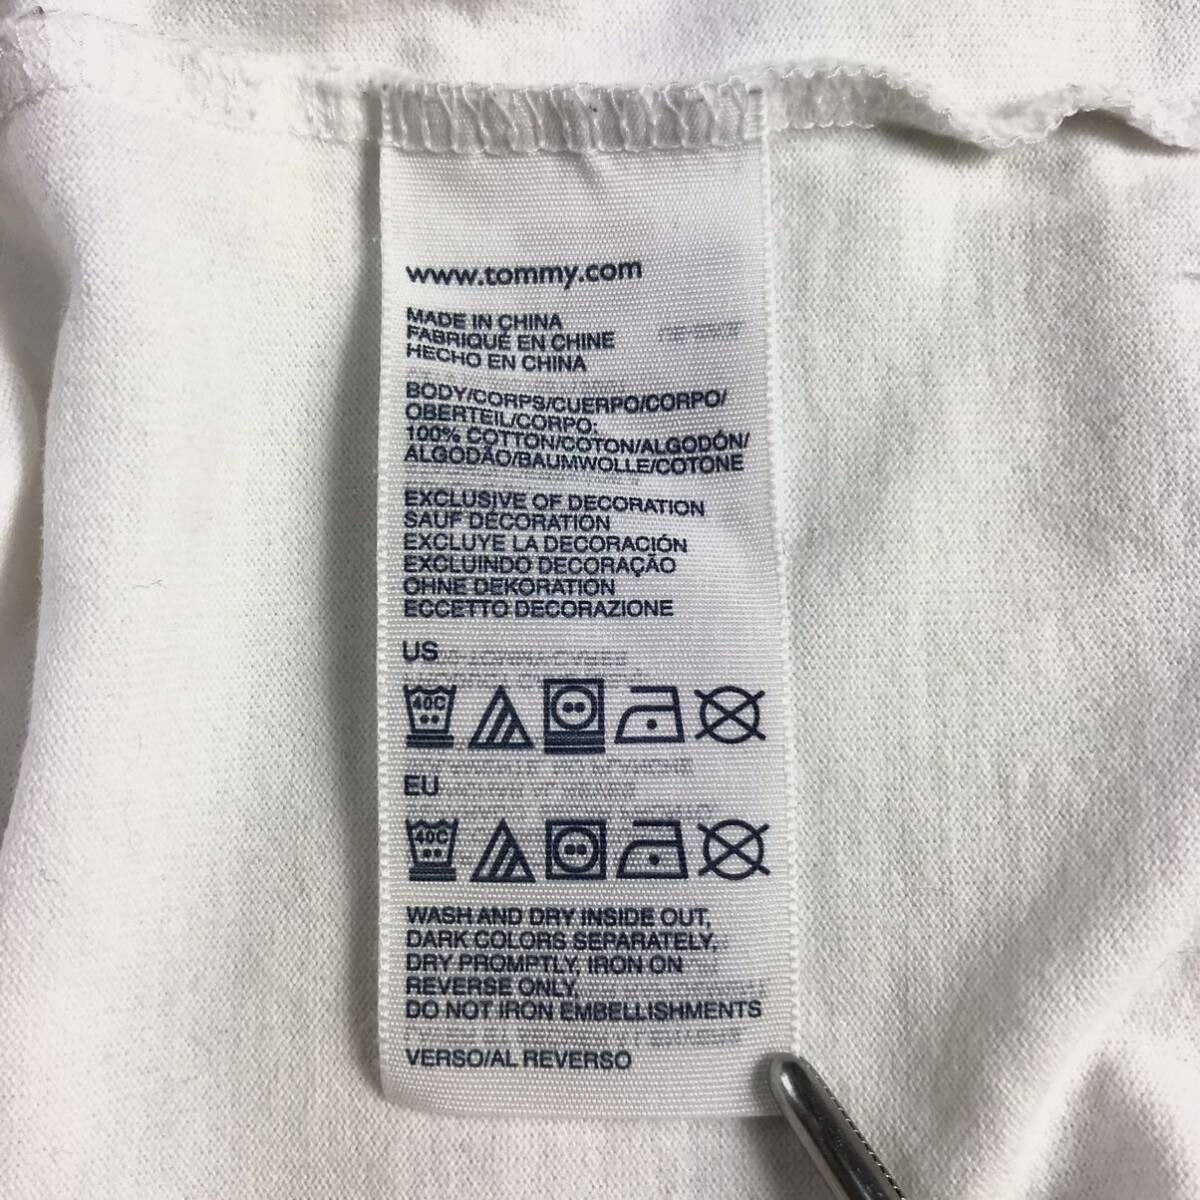 www.tommy.com
MADE IN CHINA
FABRIQUÉ EN CHINE
HECHO EN CHINA
BODY/CORPS/CUERPO/CORPO/
OBERTEIL/CORPO:
100% COTTON/COTON/ALGODÓN/
ALGODÃO/BAUMWOLLE/COTONE
EXCLUSIVE OF DECORATION
SAUF DÉCORATION
EXCLUYE LA DECORACIÓN
EXCLUINDO DECORAÇÃO
OHNE DEKORATION
ECCETTO DECORAZIONE
US
40C
EU
40C
WASH AND DRY INSIDE OUT,
DARK COLORS SEPARATELY,
DRY PROMPTLY, IRON ON
REVERSE ONLY,
DO NOT IRON EMBELLISHMENTS
VERSO/AL REVERSO